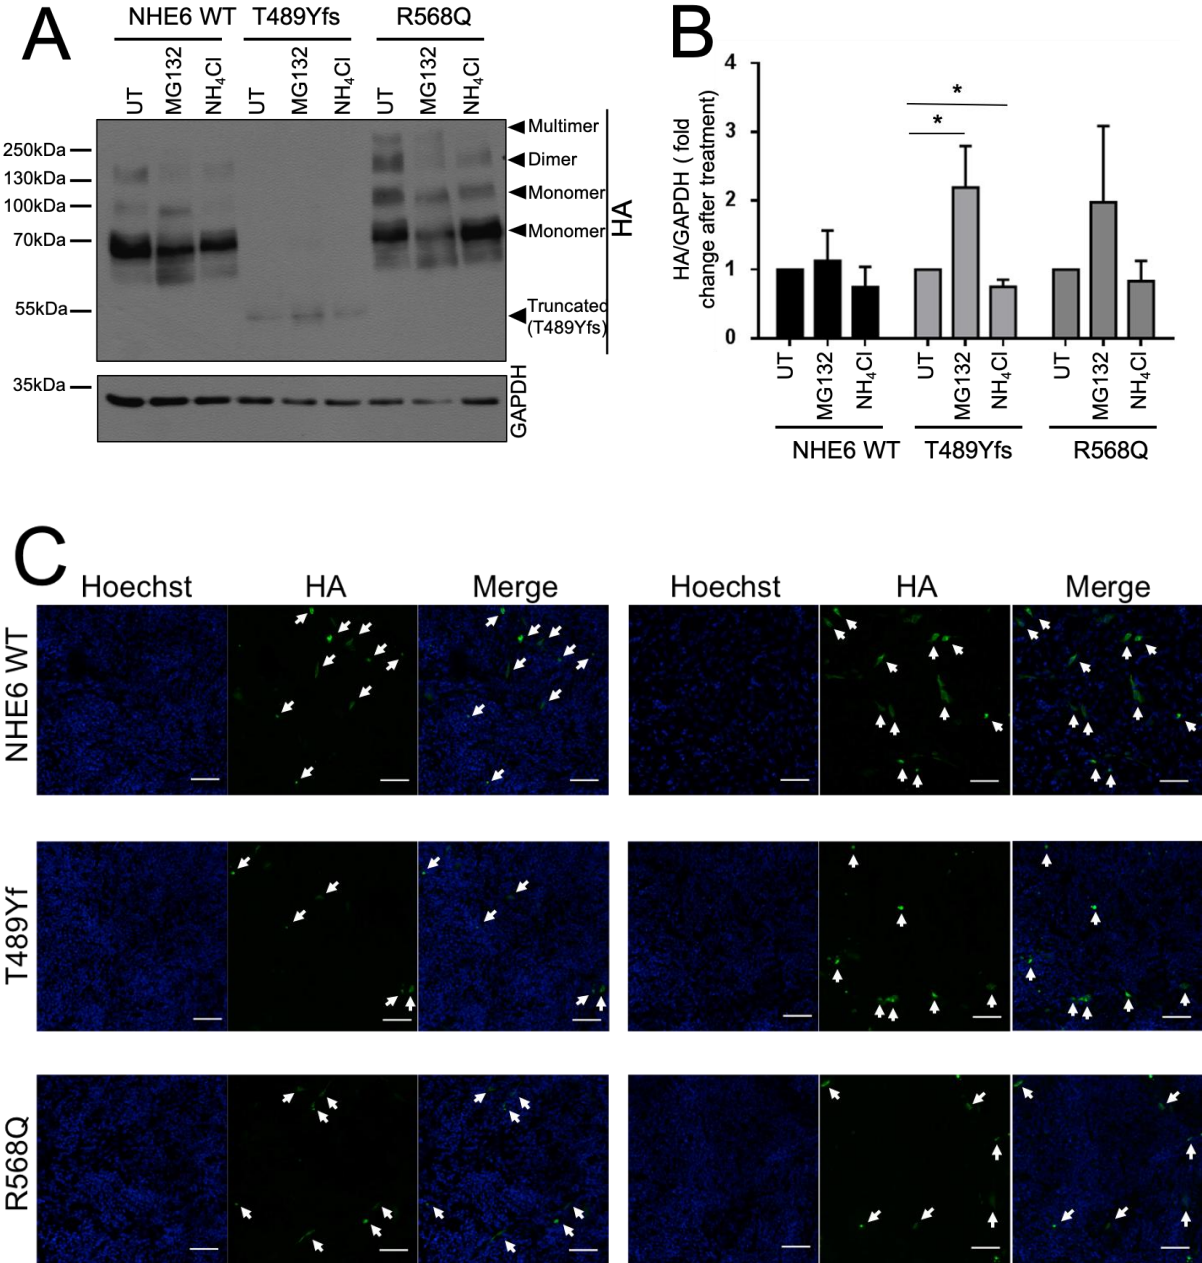 A
NHE6 WT T489Yfs R568Q
UT MG132 NH₄Cl UT MG132 NH₄Cl UT MG132 NH₄Cl
250kDa
130kDa
100kDa
70kDa
55kDa
35kDa
Multimer
Dimer
Monomer
Monomer
Truncated
(T489Yfs)
HA
GAPDH
B
HA/GAPDH ( fold
change after treatment)
4
3
2
1
0
* 
*
UT MG132 NH₄Cl UT MG132 NH₄Cl UT MG132 NH₄Cl
NHE6 WT T489Yfs R568Q
C
Hoechst HA Merge Hoechst HA Merge
NHE6 WT
T489Yf
R568Q